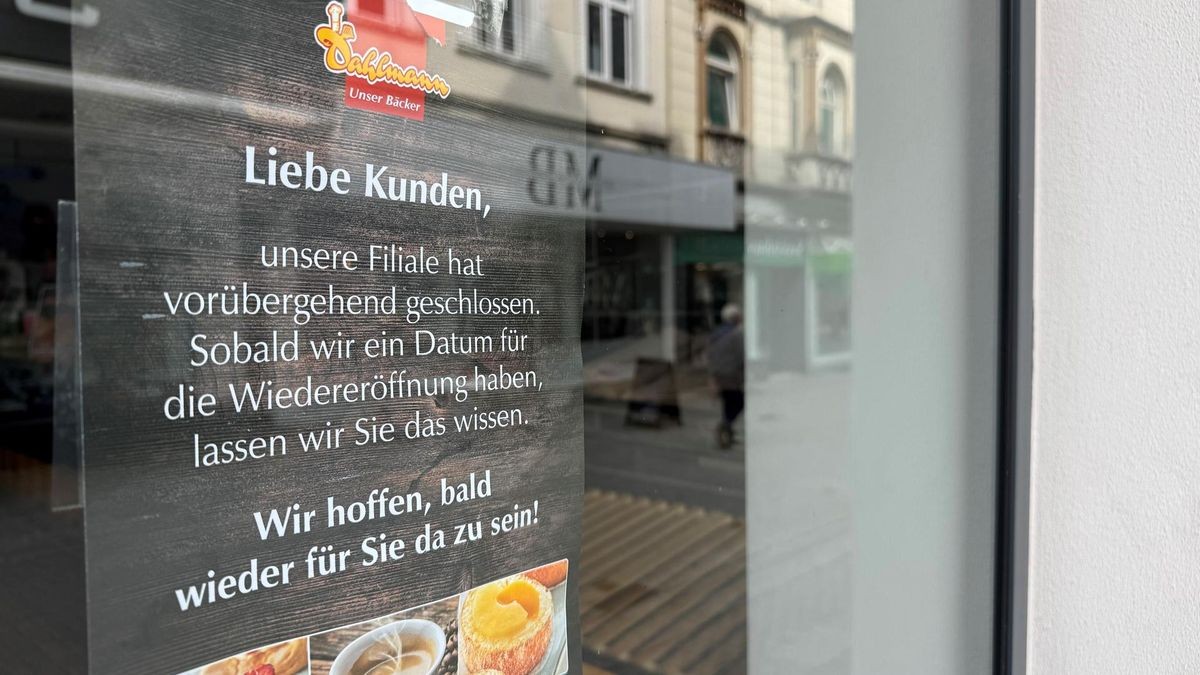 Dahlmann
Unser Bäcker
Liebe Kunden,
unsere Filiale hat
vorübergehend geschlossen.
Sobald wir ein Datum für
die Wiedereröffnung haben,
lassen wir Sie das wissen.
Wir hoffen, bald
wieder für Sie da zu sein!